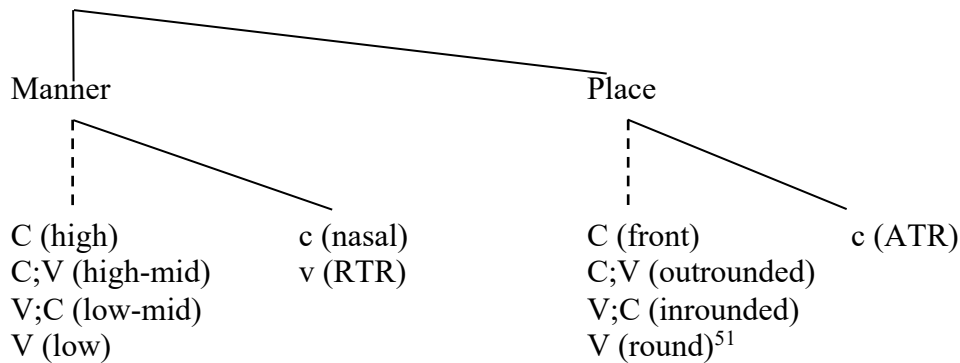 Manner Place
C (high) c (nasal) C (front) c (ATR)
C;V (high-mid) v (RTR) C;V (outrounded)
V;C (low-mid) V;C (inrounded)
V (low) V (round)51